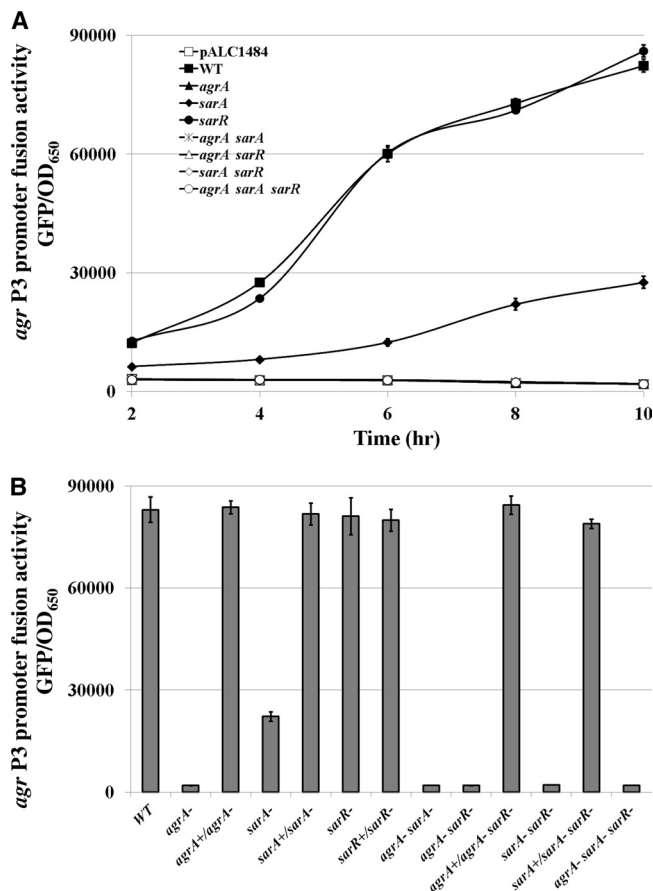 A
agr P3 promoter fusion activity
GFP/OD650
90000
60000
30000
0
pALC1484
WT
agrA
sarA
sarR
agrA sarA
agrA sarR
sarA sarR
agrA sarA sarR
2
4
6
8
10
Time (hr)
B
agr P3 promoter fusion activity
GFP/OD650
90000
60000
30000
0
WT
agrA-
agrA+/agrA-
sarA-
sarA+/sarA-
sarR-
sarR+/sarR-
agrA- sarA-
agrA- sarR-
agrA+/agrA- sarR-
sarA- sarR-
sarA+/sarA- sarR-
agrA- sarA- sarR-